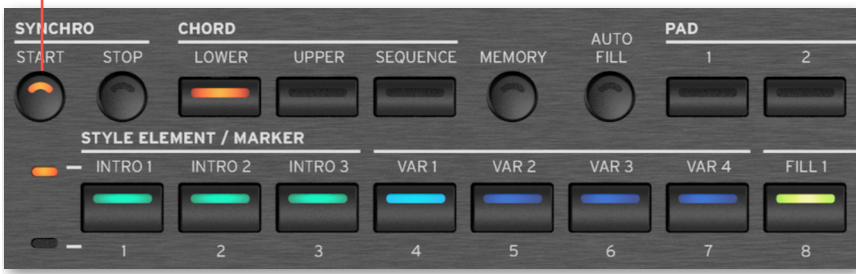 SYNCHRO CHORD PAD
START STOP LOWER UPPER SEQUENCE MEMORY AUTO FILL 1 2
STYLE ELEMENT / MARKER
INTRO 1 INTRO 2 INTRO 3 VAR 1 VAR 2 VAR 3 VAR 4 FILL 1
1 2 3 4 5 6 7 8